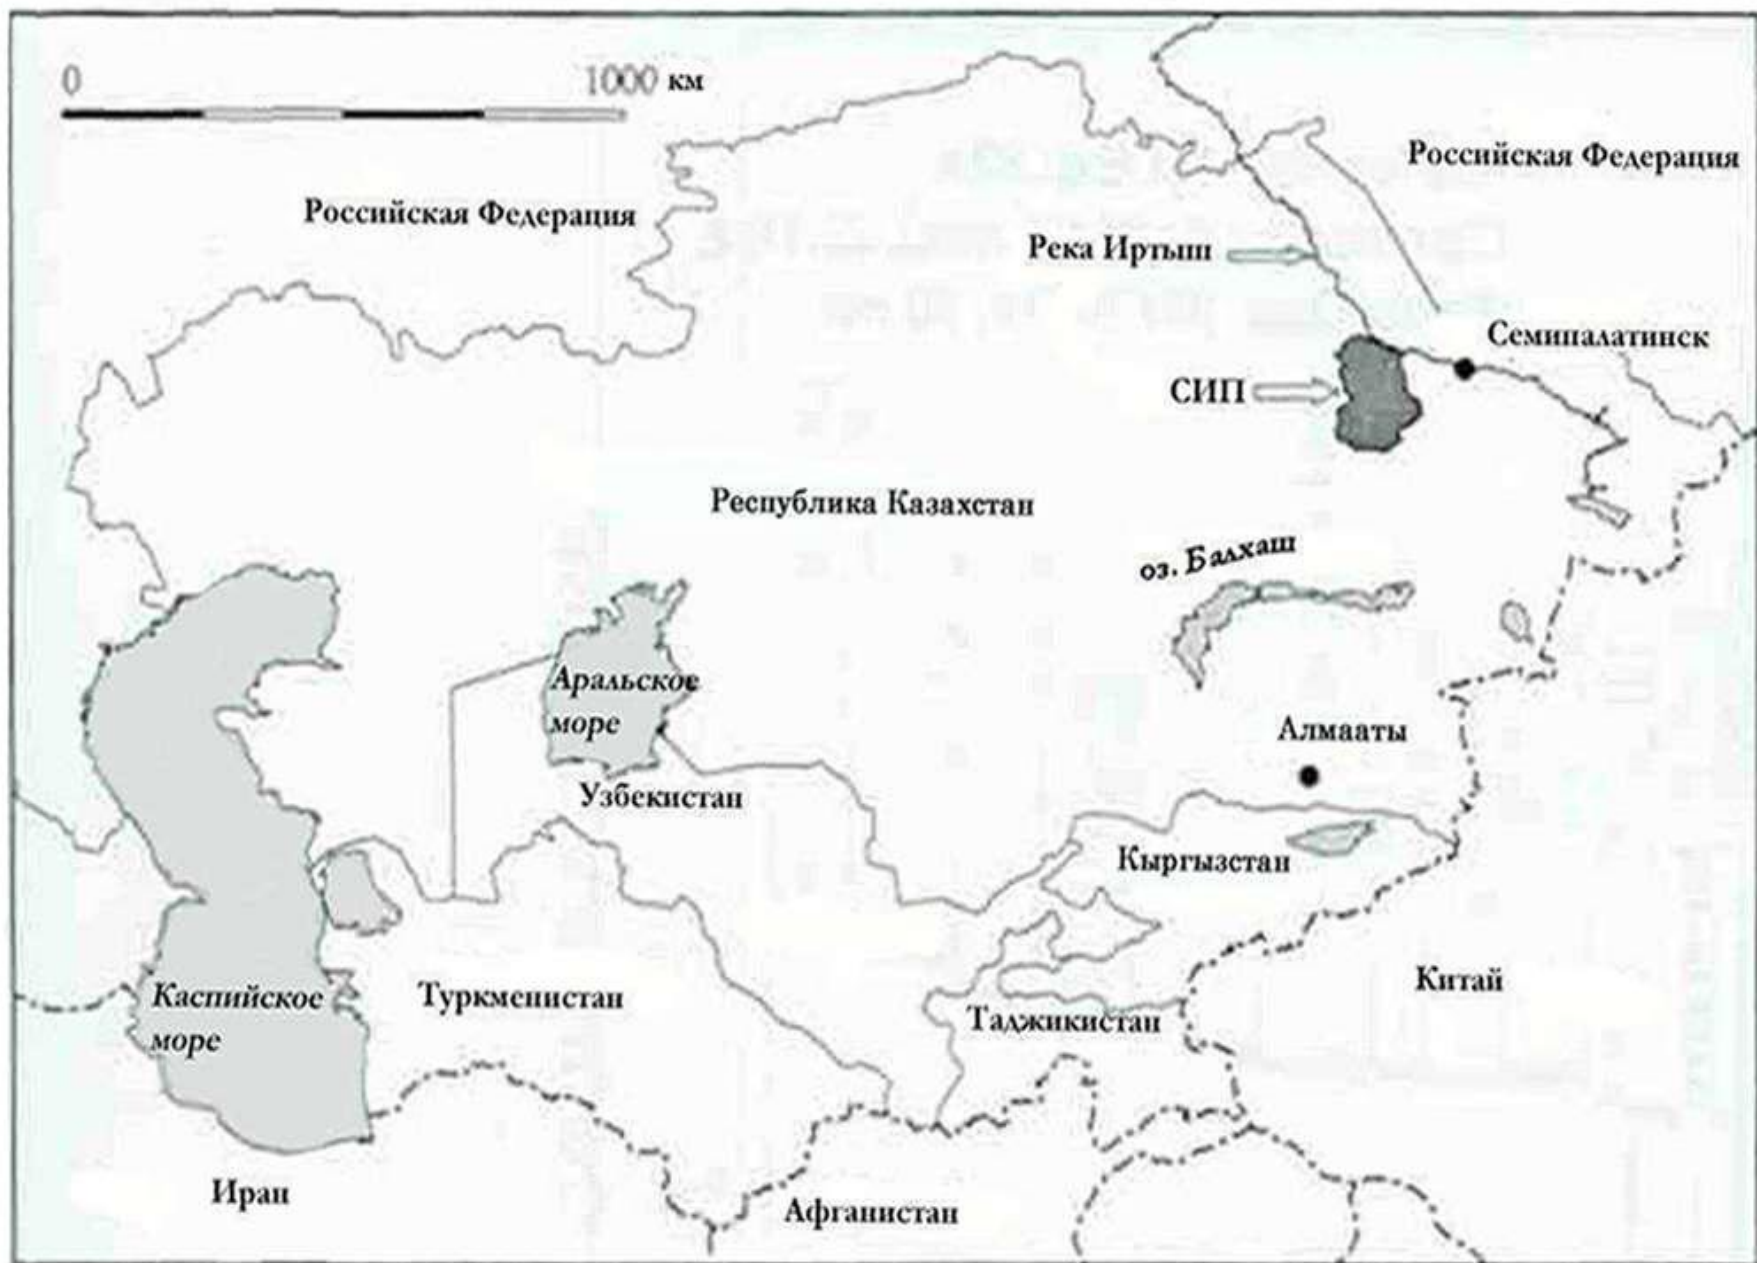 0 1000 км
Российская Федерация
Российская Федерация
Река Иртыш
Семипалатинск
СИП
Республика Казахстан
оз. Балхаш
Аральское
море
Алмааты
Узбекистан
Кыргызстан
Каспийское
море
Туркменистан
Таджикистан
Китай
Иран
Афганистан